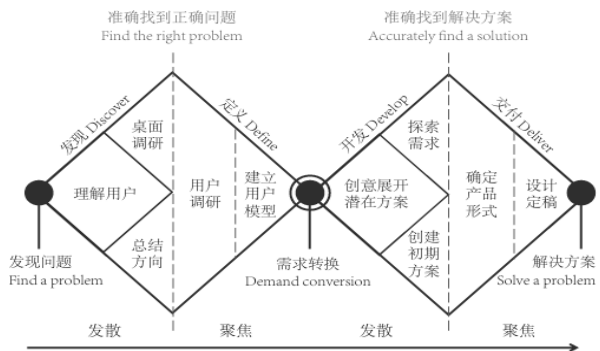 准确找到正确问题
Find the right problem
准确找到解决方案
Accurately find a solution
发现 Discover
定义 Define
开发 Develop
交付 Deliver
桌面
调研
理解用户
总结
方向
用户
调研
建立
用户
模型
探索
需求
创意展开
潜在方案
创建
初期
方案
确定
产品
形式
设计
定稿
发现问题
Find a problem
需求转换
Demand conversion
解决方案
Solve a problem
发散
聚焦
发散
聚焦